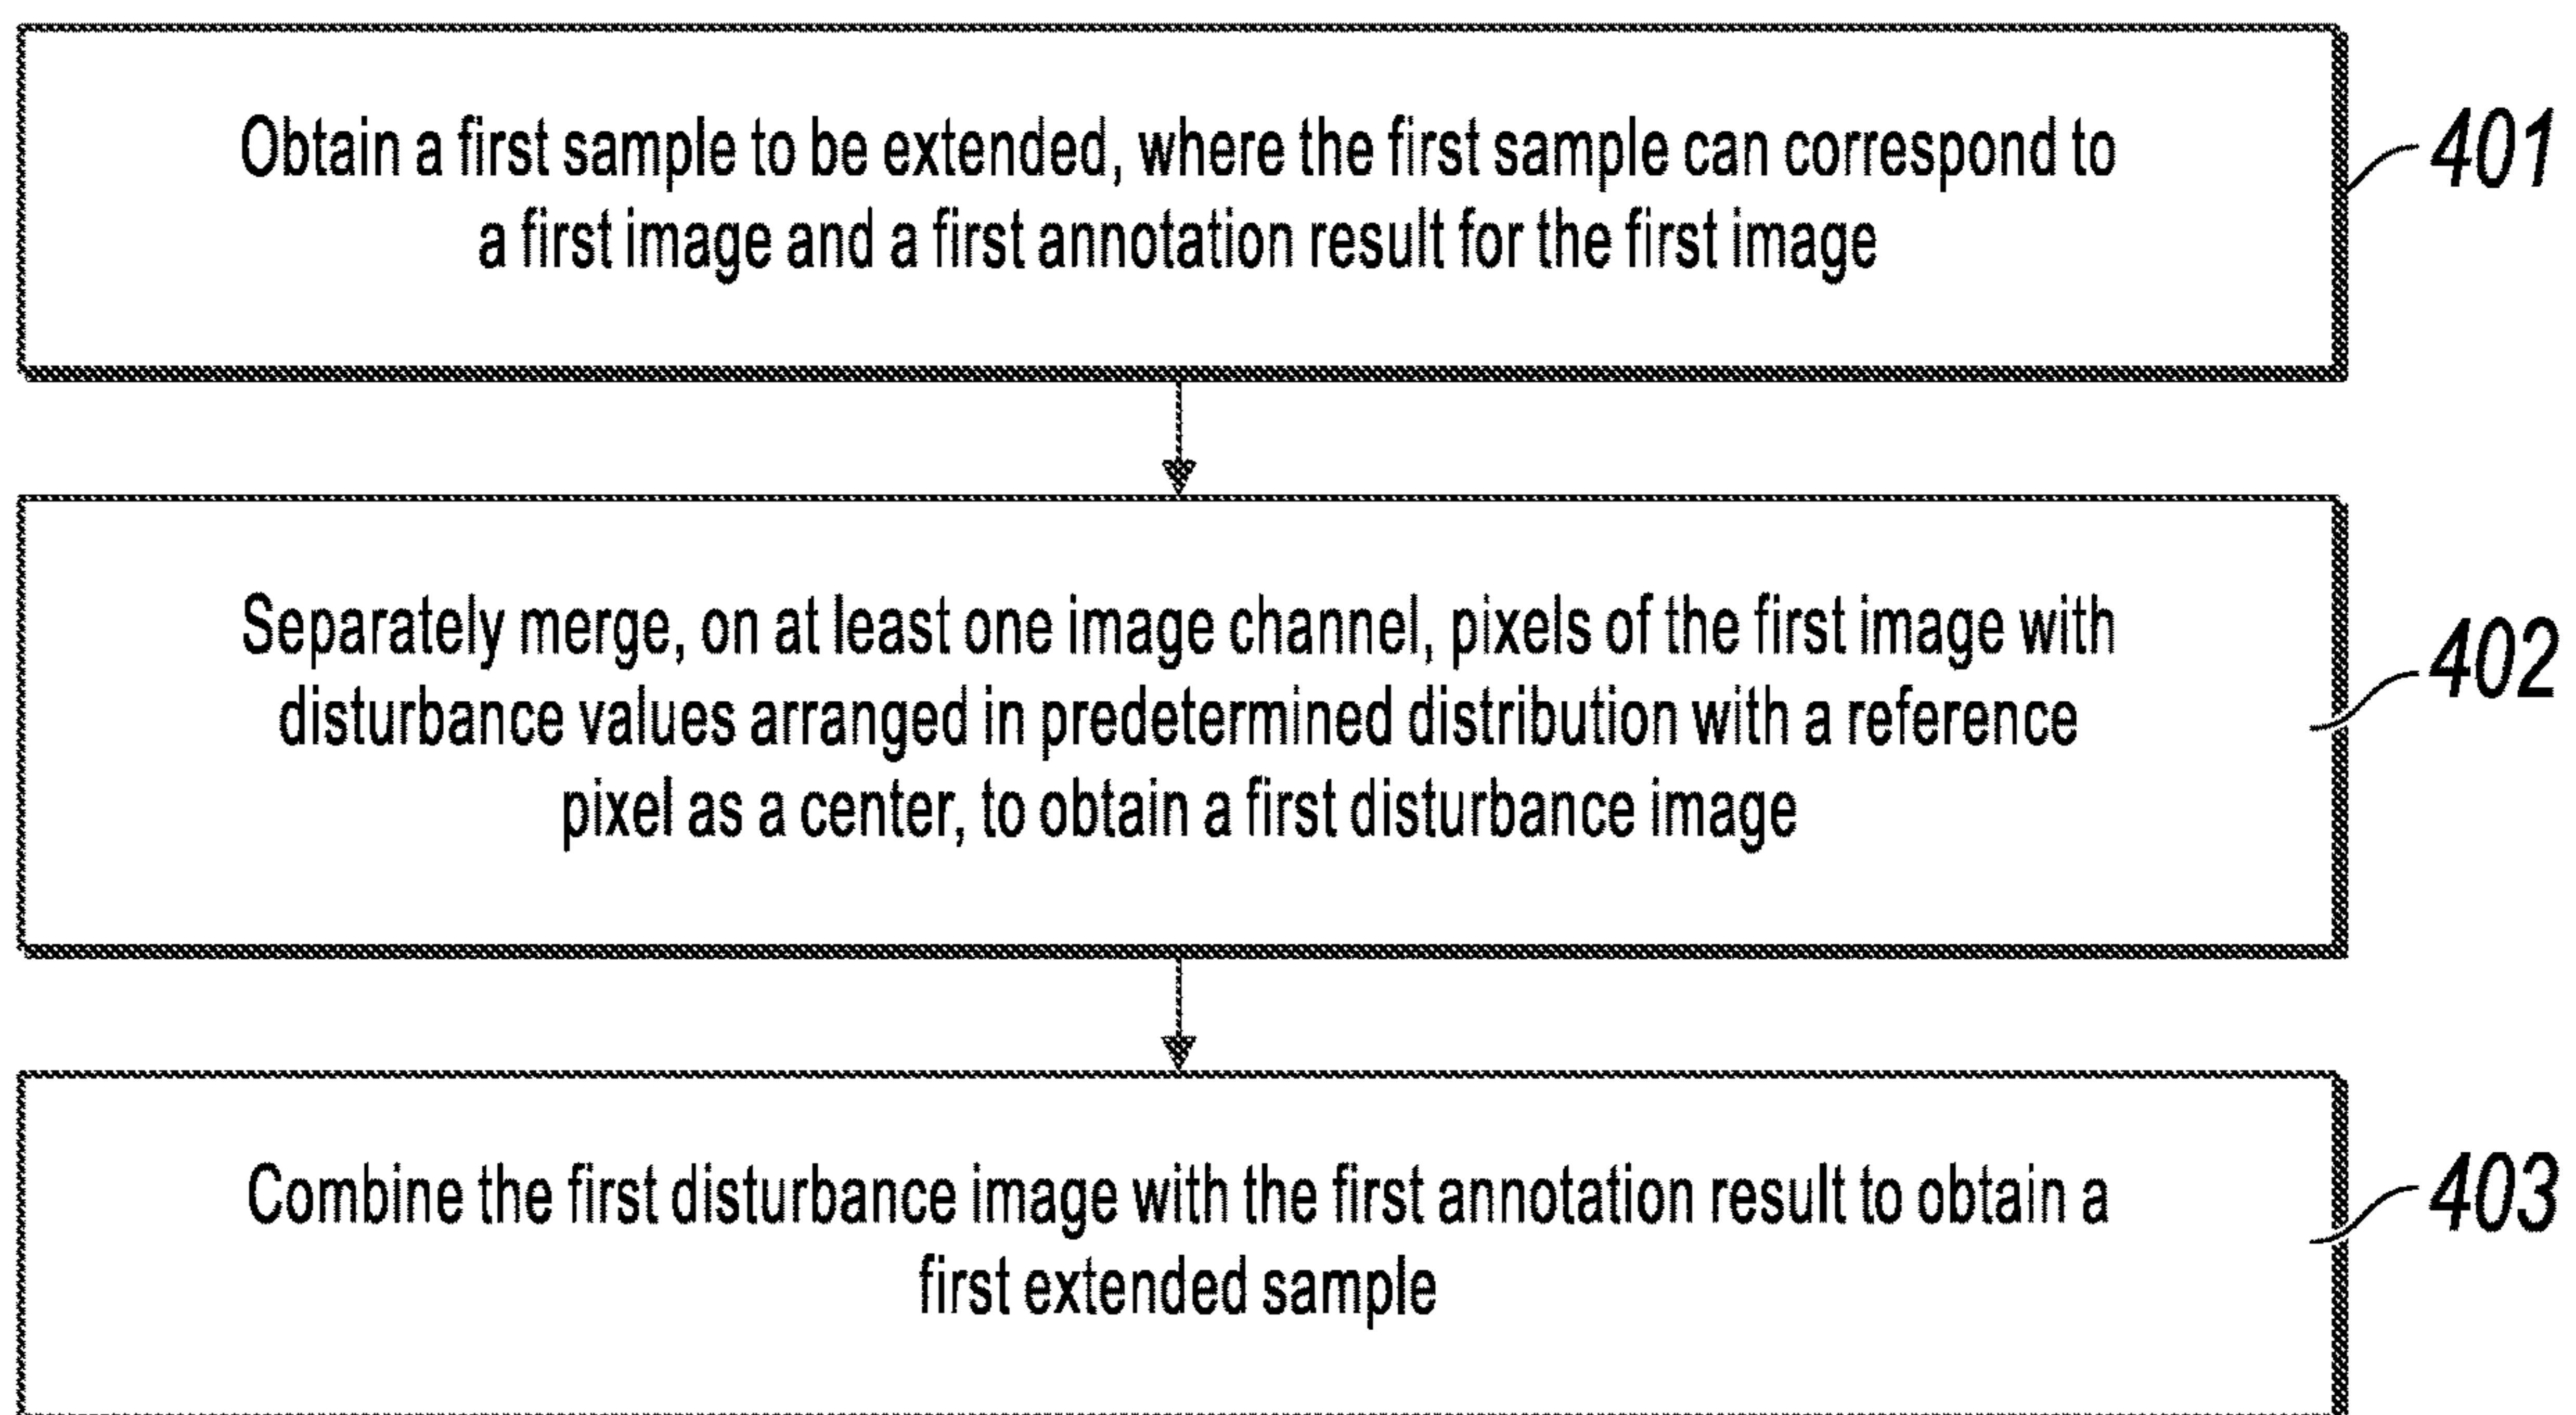 Obtain a first sample to be extended, where the first sample can correspond to
a first image and a first annotation result for the first image
401
Separately merge, on at least one image channel, pixels of the first image with
disturbance values arranged in predetermined distribution with a reference
pixel as a center, to obtain a first disturbance image
402
Combine the first disturbance image with the first annotation result to obtain a
first extended sample
403